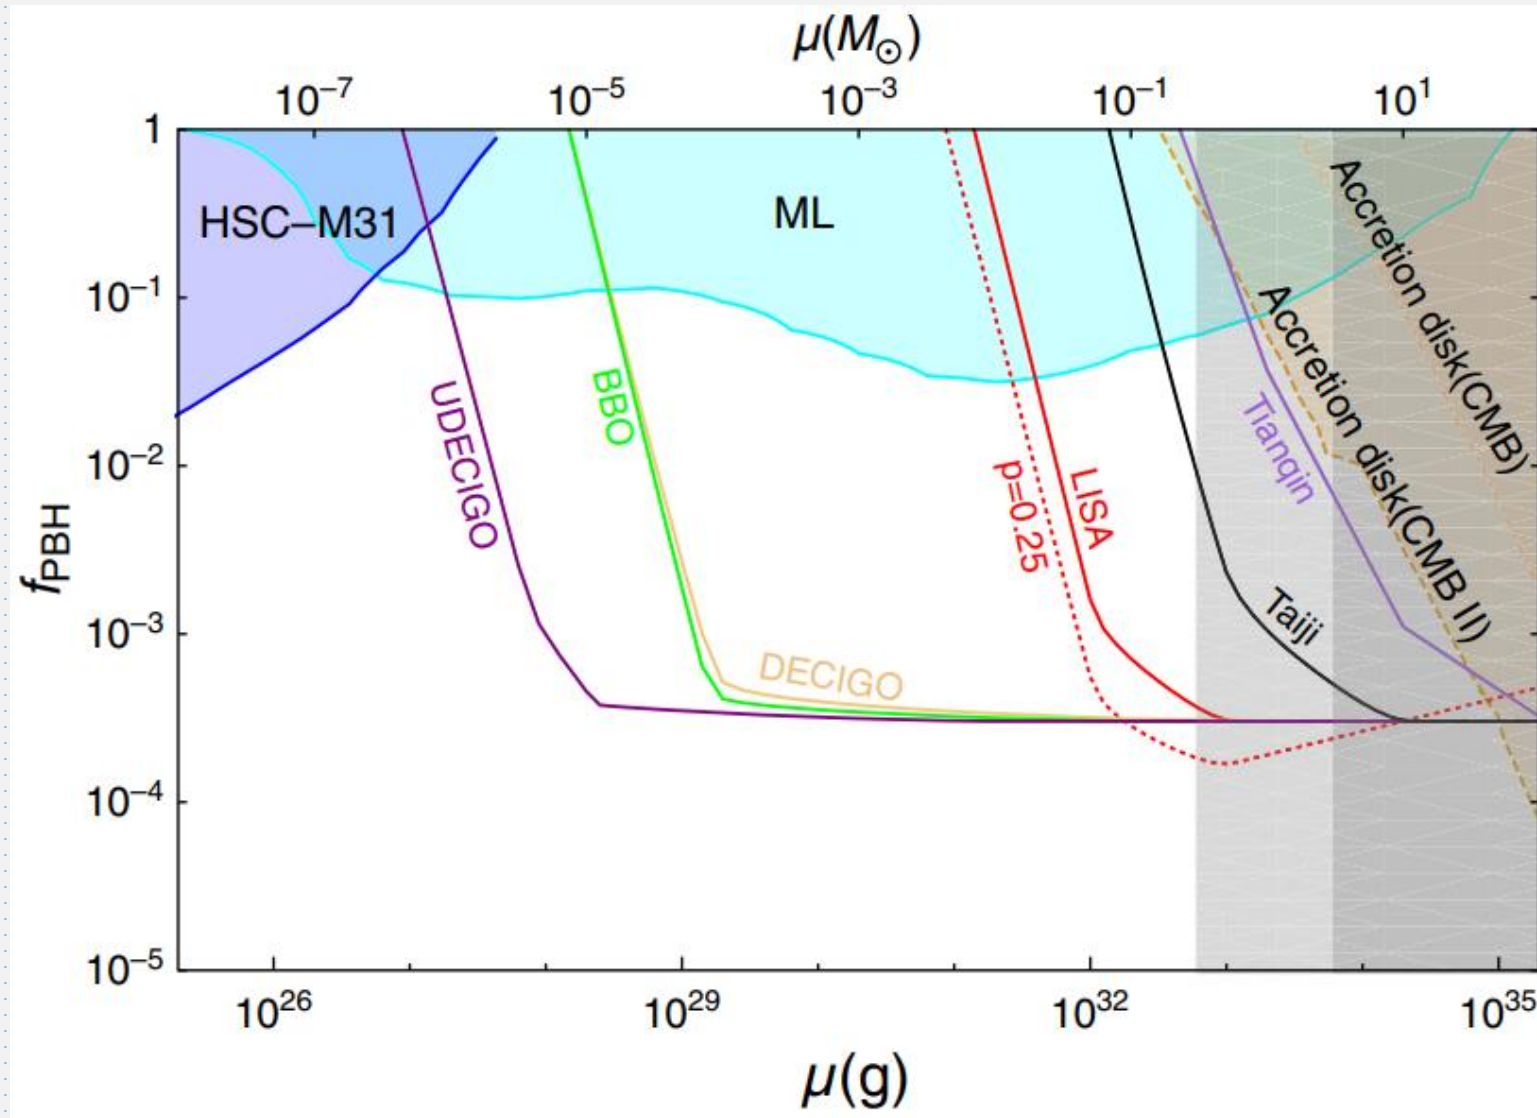 μ(M⊙)
10⁻⁷ 10⁻⁵ 10⁻³ 10⁻¹ 10¹
1
10⁻¹
10⁻²
10⁻³
10⁻⁴
10⁻⁵
fPBH
HSC–M31
ML
UDECIGO
BBO
DECIGO
p=0.25
LISA
Taiji
Tianqin
Accretion disk(CMB II)
Accretion disk(CMB)
10²⁶ 10²⁹ 10³² 10³⁵
μ(g)